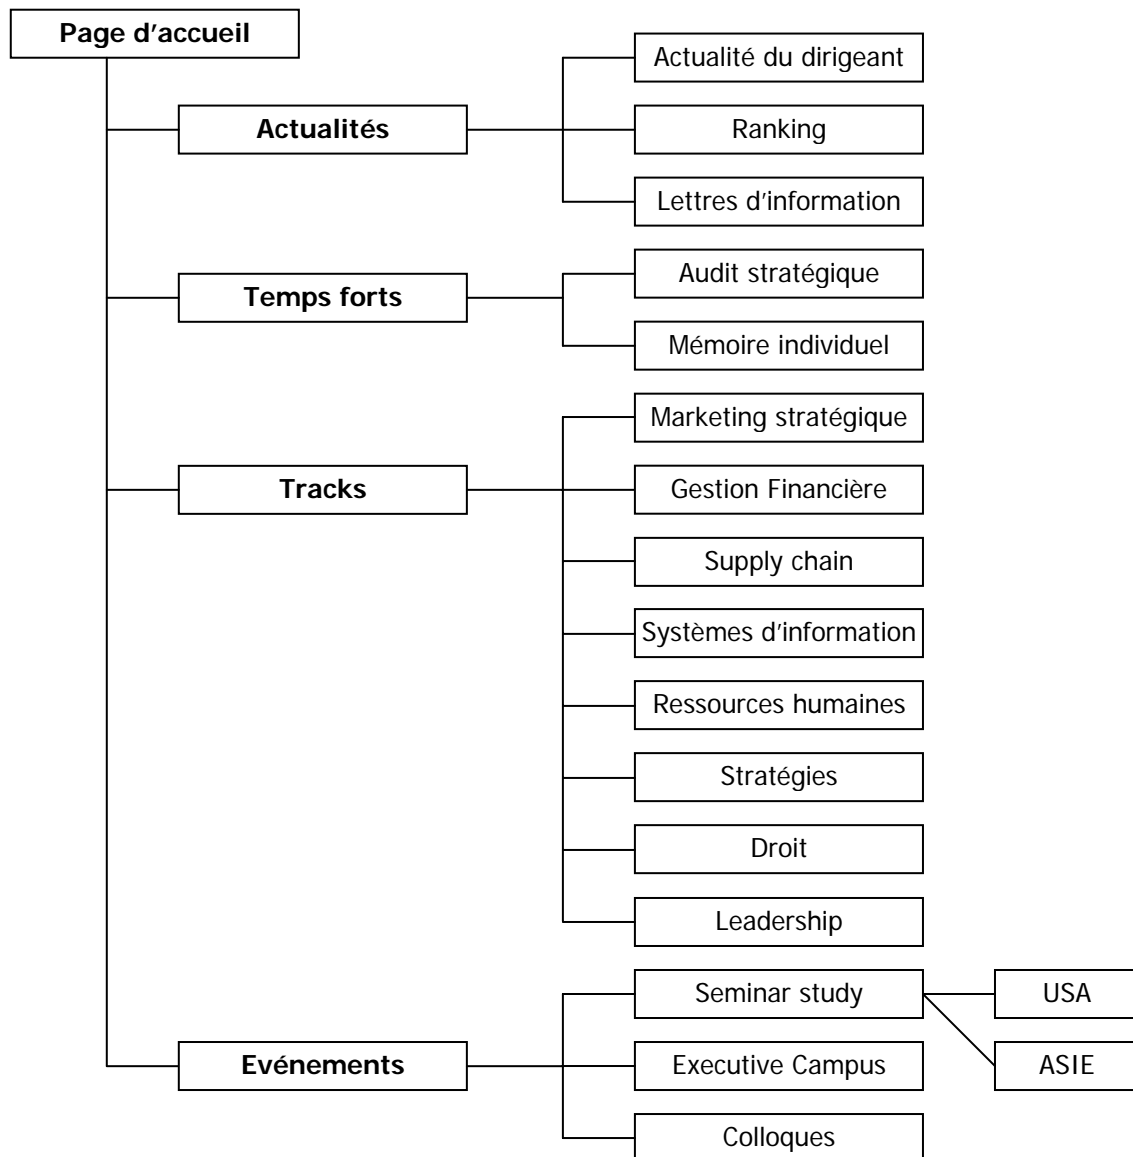 Page d’accueil
Actualités
Actualité du dirigeant
Ranking
Lettres d’information
Temps forts
Audit stratégique
Mémoire individuel
Tracks
Marketing stratégique
Gestion Financière
Supply chain
Systèmes d’information
Ressources humaines
Stratégies
Droit
Leadership
Evénements
Seminar study
USA
ASIE
Executive Campus
Colloques